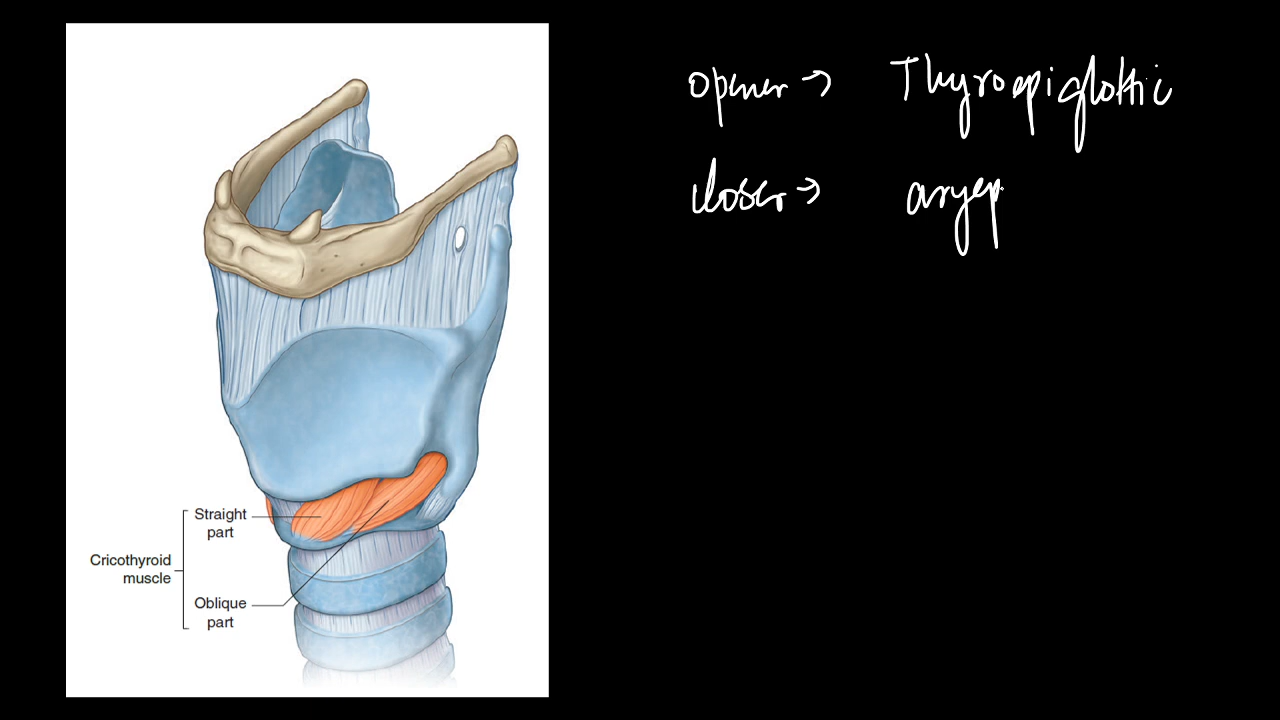 opener → Thyroepiglottic
closer → aryep
Straight
part
Cricothyroid
muscle
Oblique
part